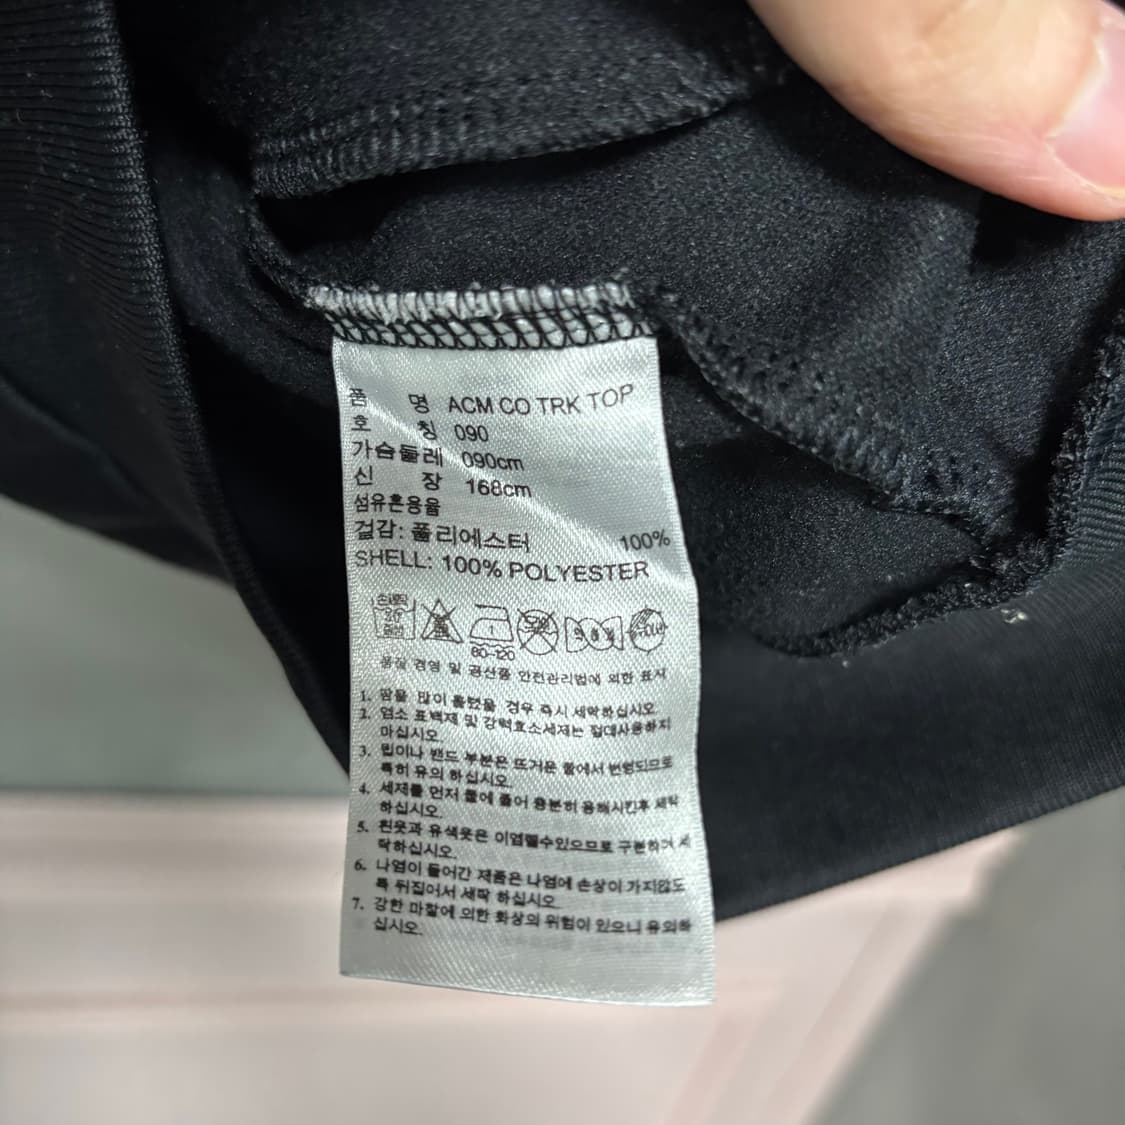 품 명 ACM CO TRK TOP
호 칭 090
가슴둘레 090cm
신 장 168cm
섬유혼용율
겉감: 폴리에스터 100%
SHELL: 100% POLYESTER
80~120
품질 경영 및 공산품 안전관리법에 의한 표시
1. 땀을 많이 흘렸을 경우 즉시 세탁하십시오.
2. 염소 표백제 및 강력효소세제는 절대사용하지
마십시오.
3. 립이나 밴드 부분은 뜨거운 물에서 변형되므로
특히 유의 하십시오.
4. 세제를 먼저 물에 풀어 충분히 용해시킨후 세탁
하십시오.
5. 흰옷과 유색옷은 이염될수있으므로 구분하여 세
탁하십시오.
6. 나염이 들어간 제품은 나염에 손상이 가지않도
록 뒤집어서 세탁 하십시오.
7. 강한 마찰에 의한 화상의 위험이 있으니 유의하
십시오.